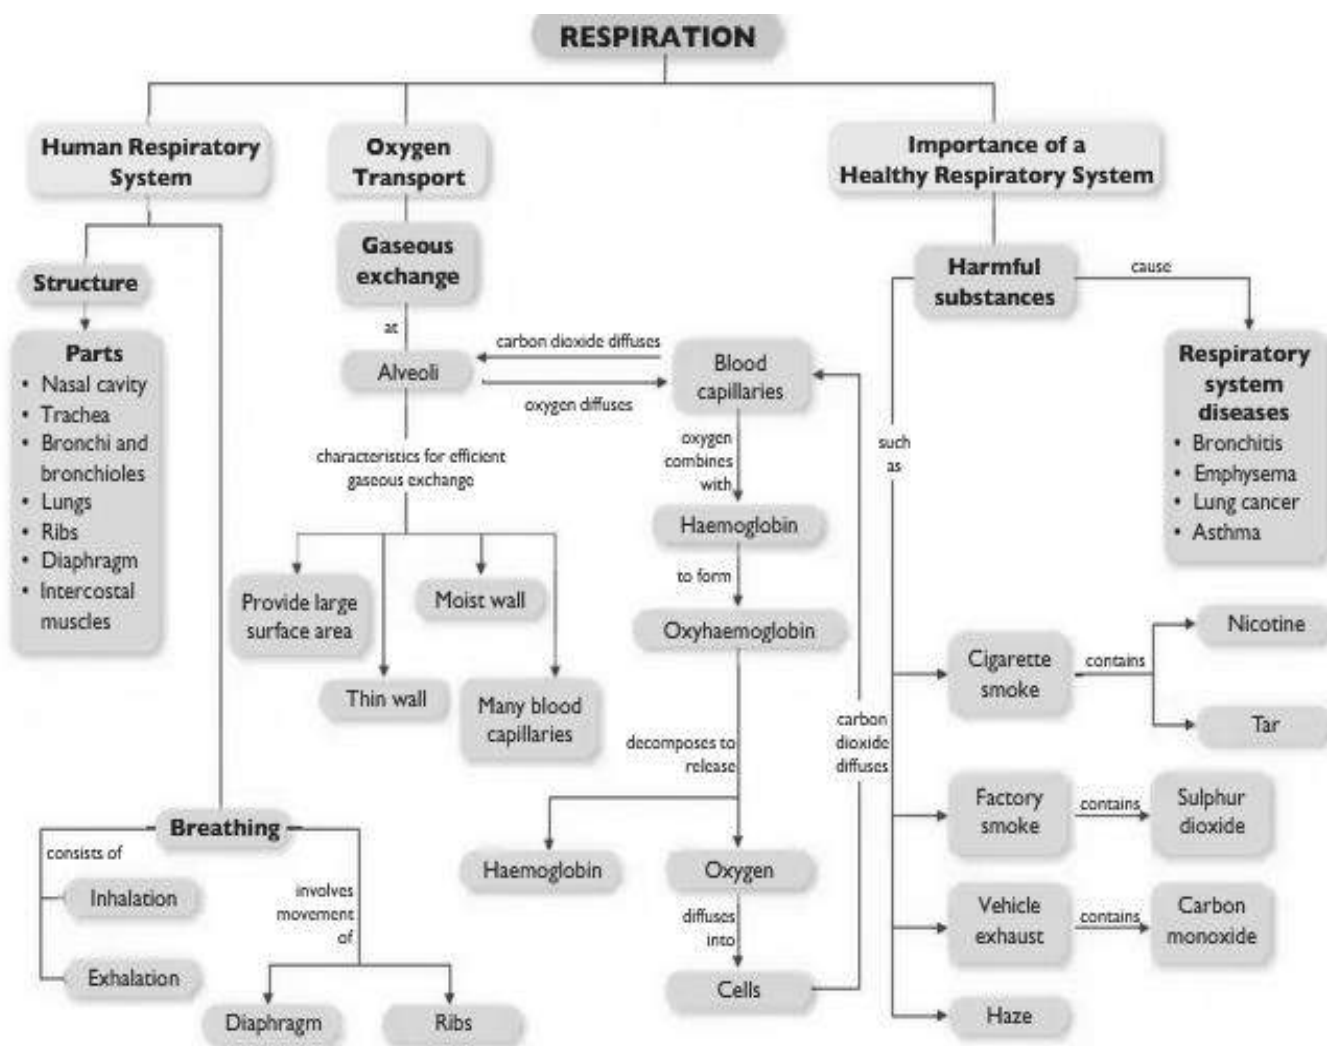 RESPIRATION
Human Respiratory
System
Structure
Parts
• Nasal cavity
• Trachea
• Bronchi and
bronchioles
• Lungs
• Ribs
• Diaphragm
• Intercostal
muscles
Breathing
consists of
Inhalation
Exhalation
involves
movement
of
Diaphragm
Ribs
Oxygen
Transport
Gaseous
exchange
at
Alveoli
carbon dioxide diffuses
oxygen diffuses
characteristics for efficient
gaseous exchange
Provide large
surface area
Thin wall
Moist wall
Many blood
capillaries
Blood
capillaries
oxygen
combines
with
Haemoglobin
to form
Oxyhaemoglobin
decomposes to
release
Haemoglobin
Oxygen
diffuses
into
Cells
carbon
dioxide
diffuses
Importance of a
Healthy Respiratory System
Harmful
substances
cause
Respiratory
system
diseases
• Bronchitis
• Emphysema
• Lung cancer
• Asthma
such
as
Cigarette
smoke
contains
Nicotine
Tar
Factory
smoke
contains
Sulphur
dioxide
Vehicle
exhaust
contains
Carbon
monoxide
Haze